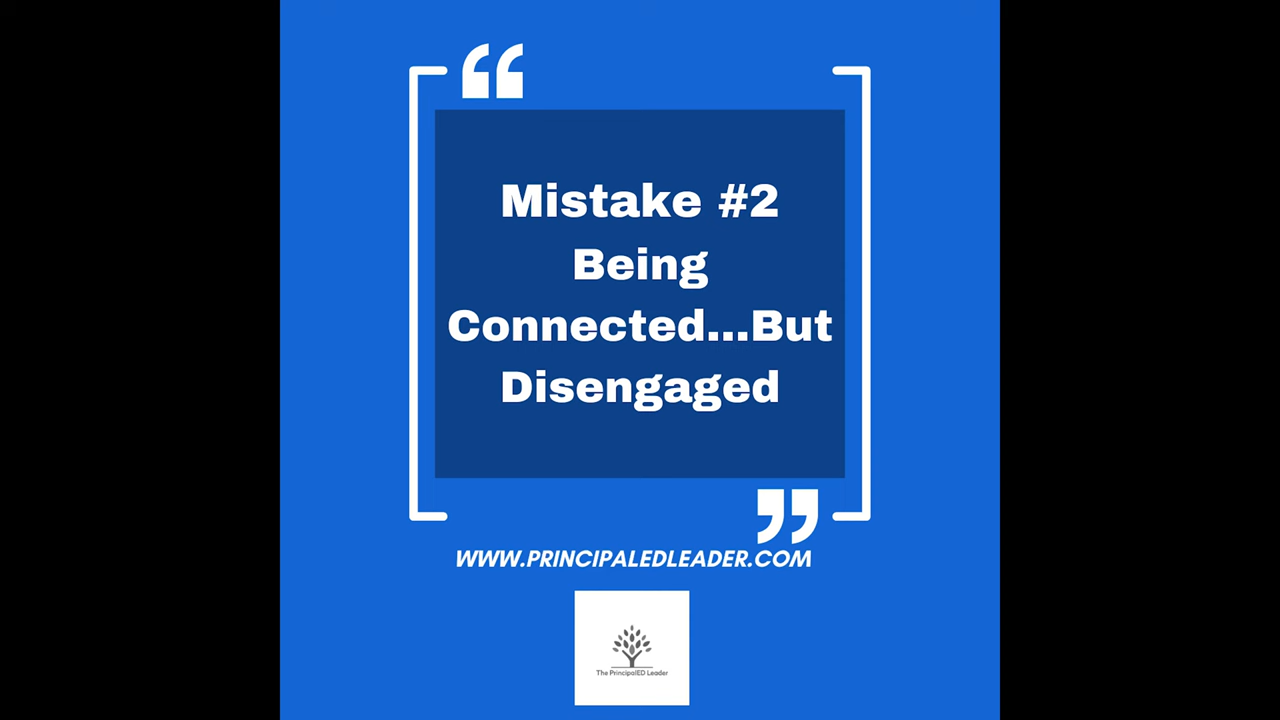 “
Mistake #2
Being
Connected...But
Disengaged
”
WWW.PRINCIPALEDLEADER.COM
The PrincipalED Leader